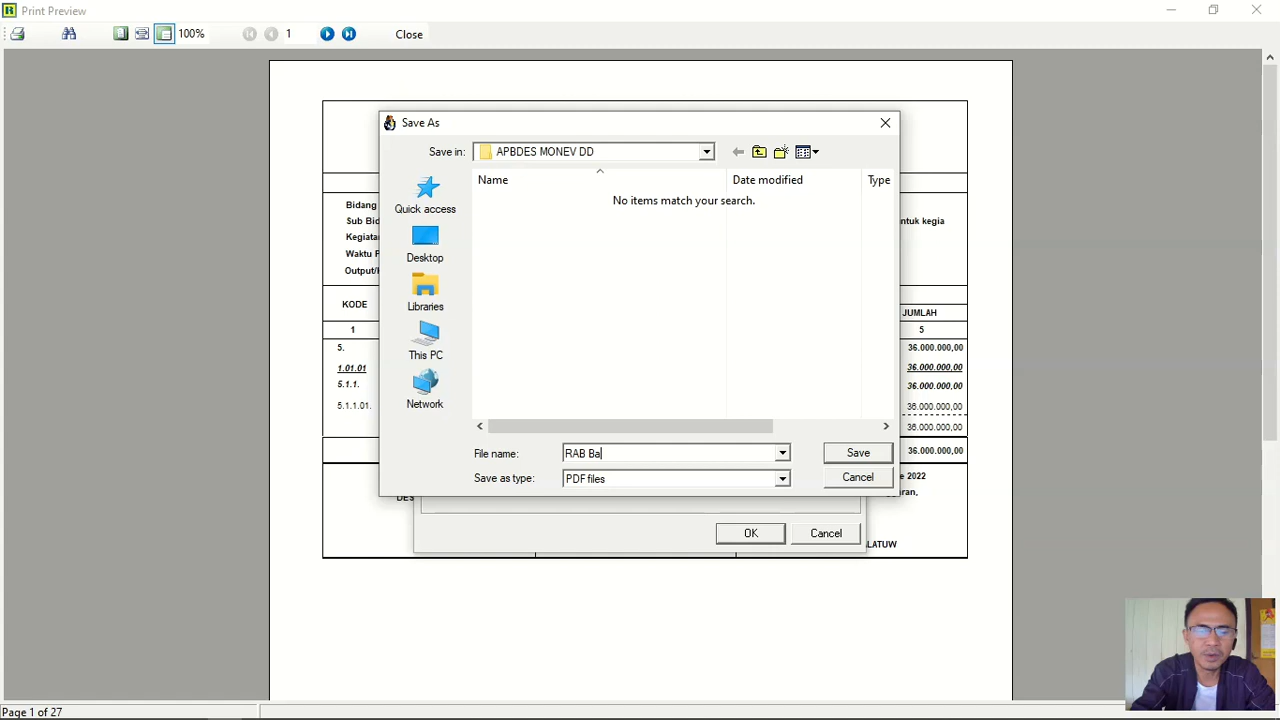 Print Preview
100%
1
Close
Save As
Save in:
APBDES MONEV DD
Name
Date modified
Type
No items match your search.
Quick access
Desktop
Libraries
This PC
Network
File name:
RAB Ba
Save
Save as type:
PDF files
Cancel
OK
Cancel
Bidang
Sub Bid
Kegiatan
Waktu P
Output/
ntuk kegia
KODE
JUMLAH
1
5
5.
36.000.000,00
1.01.01
36.000.000,00
5.1.1.
36.000.000,00
5.1.1.01.
36.000.000,00
36.000.000,00
36.000.000,00
e 2022
ran,
DES
LATUW
Page 1 of 27